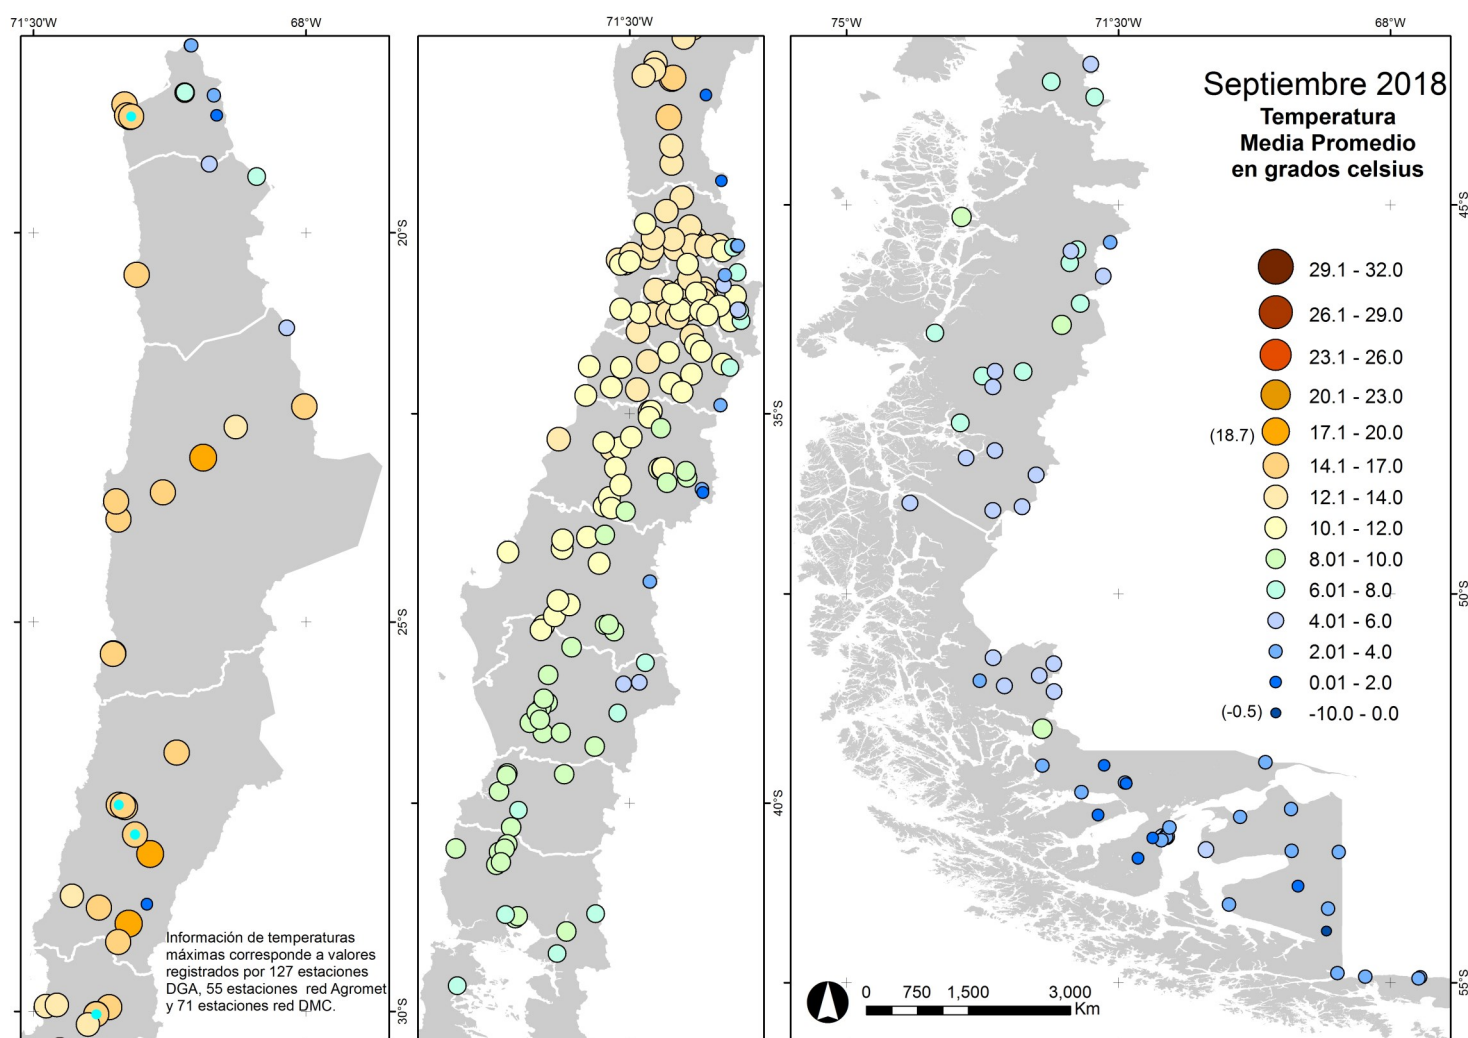 71°30'W
68°W
71°30'W
75°W
71°30'W
68°W
Septiembre 2018
Temperatura
Media Promedio
en grados celsius
45°S
20°S
29.1 - 32.0
26.1 - 29.0
23.1 - 26.0
20.1 - 23.0
(18.7) 17.1 - 20.0
14.1 - 17.0
12.1 - 14.0
10.1 - 12.0
8.01 - 10.0
6.01 - 8.0
4.01 - 6.0
2.01 - 4.0
0.01 - 2.0
(-0.5) -10.0 - 0.0
35°S
50°S
25°S
40°S
Información de temperaturas
máximas corresponde a valores
registrados por 127 estaciones
DGA, 55 estaciones red Agromet
y 71 estaciones red DMC.
30°S
55°S
0 750 1,500 3,000
Km